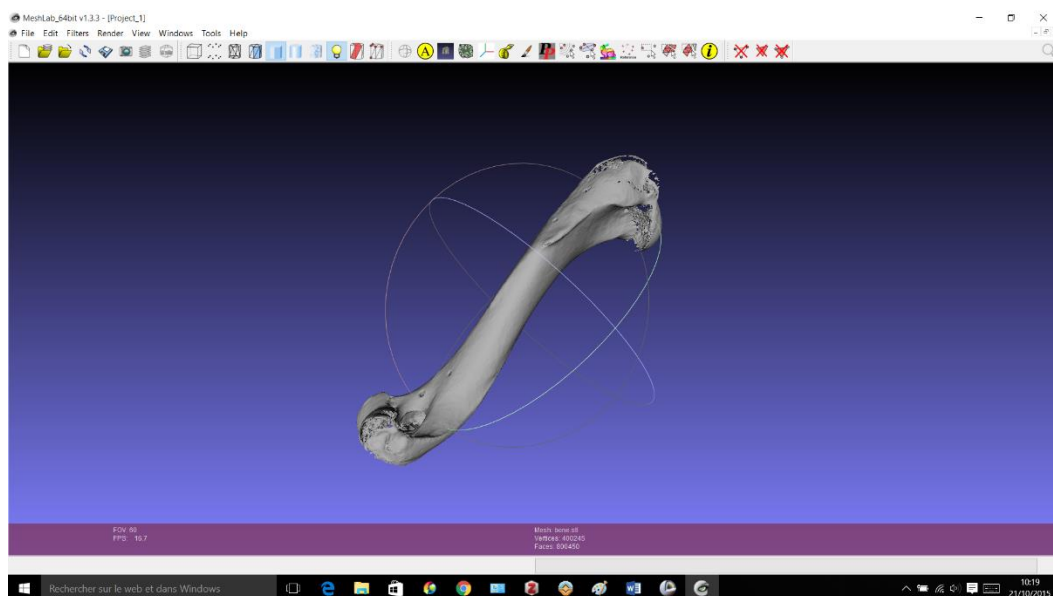 MeshLab_64bit v1.3.3 - [Project_1]
File Edit Filters Render View Windows Tools Help
FOV: 60
FPS: 16.7
Mesh: bone.stl
Vertices: 400245
Faces: 800450
Rechercher sur le web et dans Windows
10:19
21/10/2015